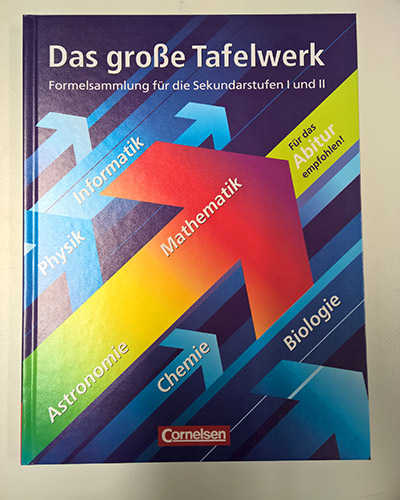 Das große Tafelwerk
Formelsammlung für die Sekundarstufen I und II
Für das
Abitur
empfohlen!
Informatik
Physik
Mathematik
Astronomie
Chemie
Biologie
Cornelsen